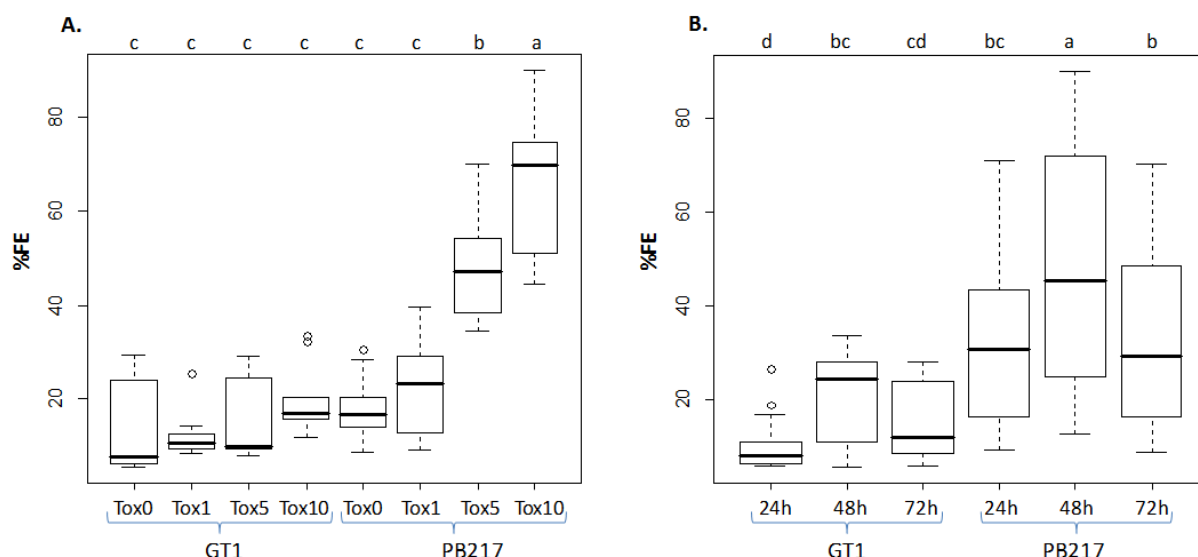 A.
c c c c c c b a
%FE
80
60
40
20
Tox0 Tox1 Tox5 Tox10 Tox0 Tox1 Tox5 Tox10
GT1 PB217
B.
d bc cd bc a b
%FE
80
60
40
20
24h 48h 72h 24h 48h 72h
GT1 PB217